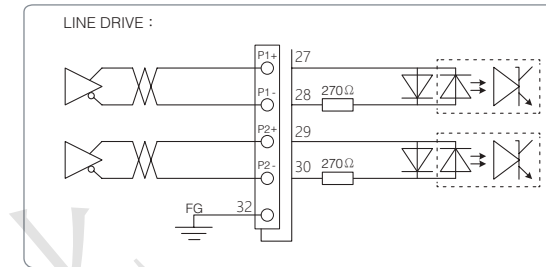 LINE DRIVE :
P1+ 27
P1- 28 270Ω
P2+ 29
P2- 30 270Ω
FG 32